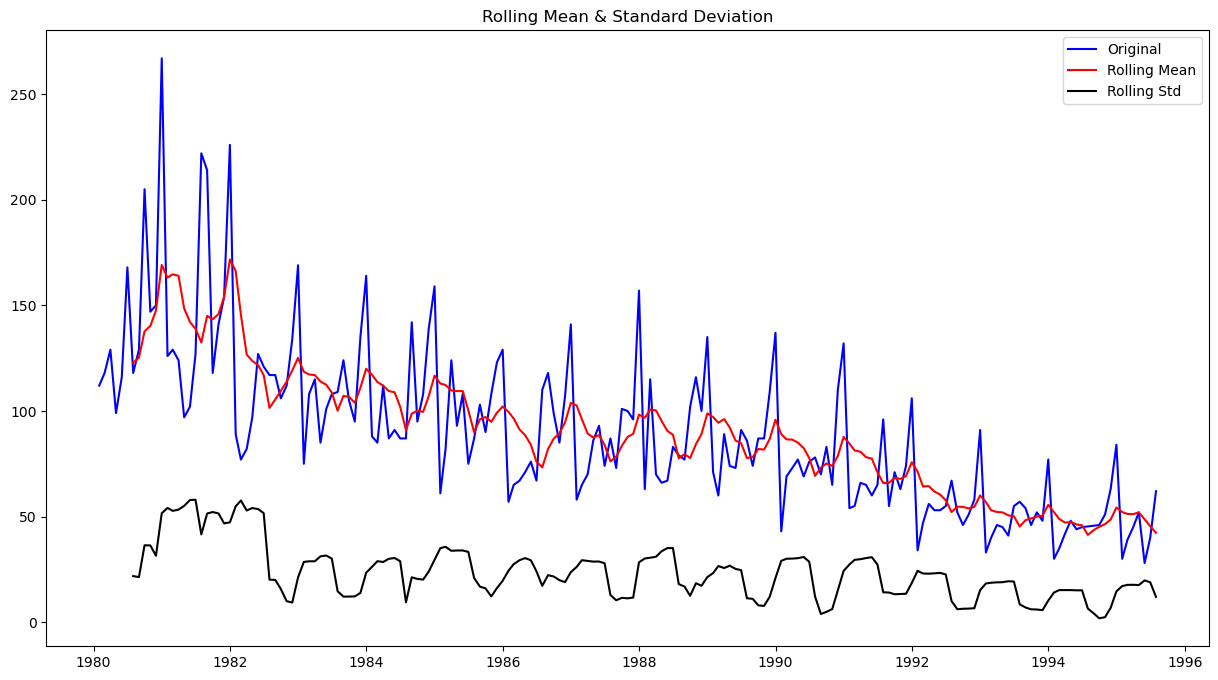 Rolling Mean & Standard Deviation
Original
Rolling Mean
Rolling Std
250
200
150
100
50
0
1980 1982 1984 1986 1988 1990 1992 1994 1996